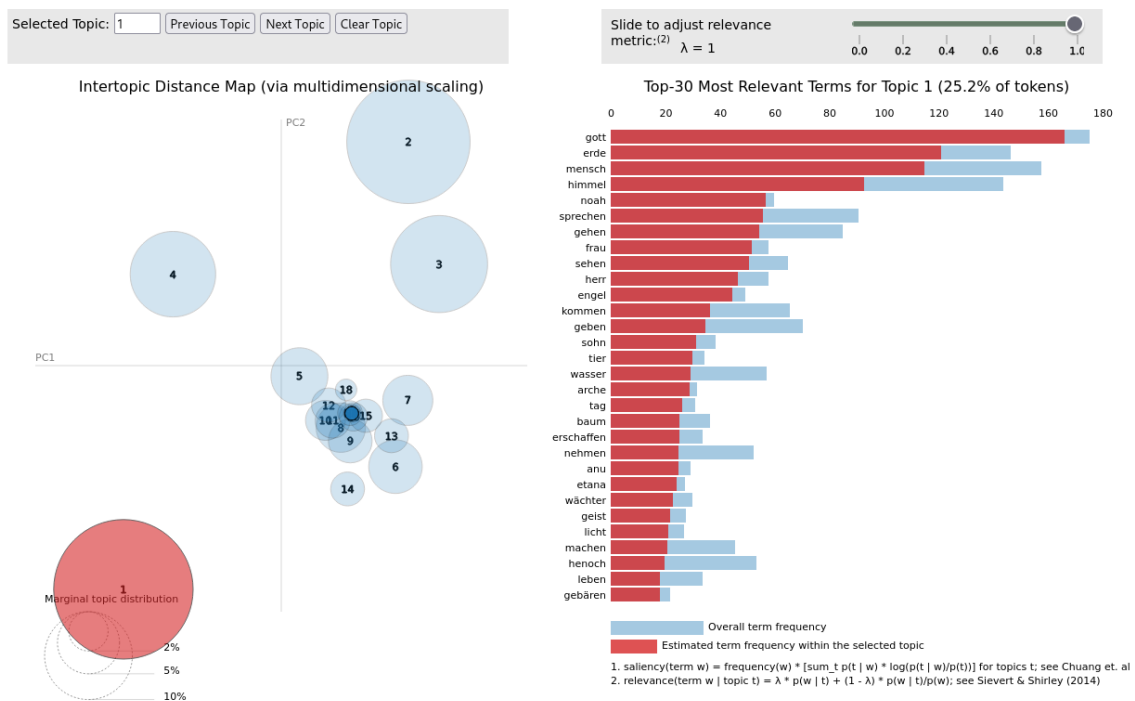 Selected Topic: 1 Previous Topic Next Topic Clear Topic
Slide to adjust relevance
metric:(2) λ = 1
0.0 0.2 0.4 0.6 0.8 1.0
Intertopic Distance Map (via multidimensional scaling)
PC2
PC1
2
3
4
5
18
12
7
15
10
11
8
9
13
6
14
1
Marginal topic distribution
2%
5%
10%
Top-30 Most Relevant Terms for Topic 1 (25.2% of tokens)
0 20 40 60 80 100 120 140 160 180
gott
erde
mensch
himmel
noah
sprechen
gehen
frau
sehen
herr
engel
kommen
geben
sohn
tier
wasser
arche
tag
baum
erschaffen
nehmen
anu
etana
wächter
geist
licht
machen
henoch
leben
gebären
Overall term frequency
Estimated term frequency within the selected topic
1. saliency(term w) = frequency(w) * [sum_t p(t | w) * log(p(t | w)/p(t))] for topics t; see Chuang et. al
2. relevance(term w | topic t) = λ * p(w | t) + (1 - λ) * p(w | t)/p(w); see Sievert & Shirley (2014)